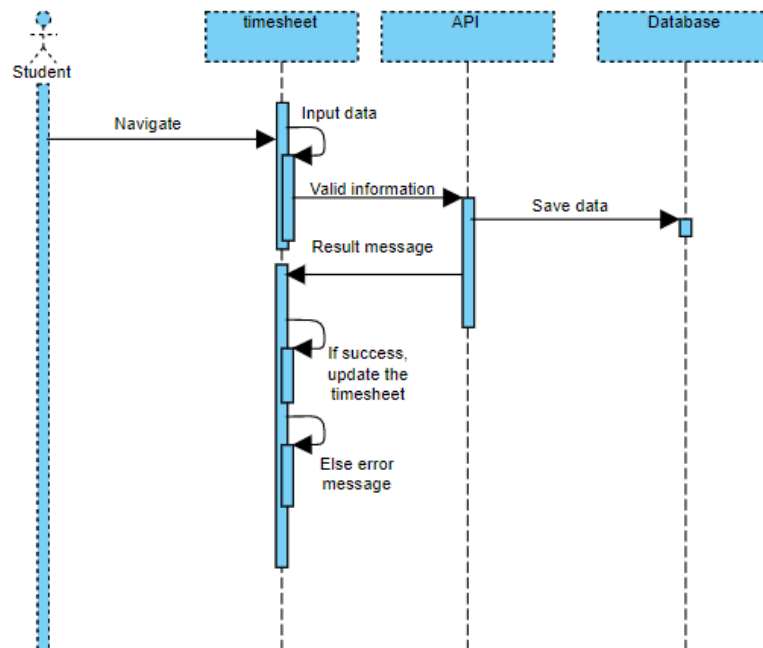 timesheet
API
Database
Student
Navigate
Input data
Valid information
Save data
Result message
If success,
update the
timesheet
Else error
message